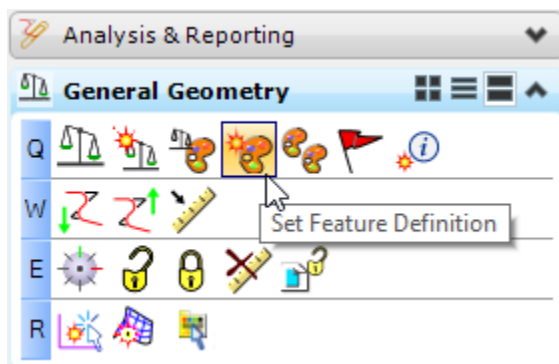 Analysis & Reporting
General Geometry
Q
Set Feature Definition
W
E
R